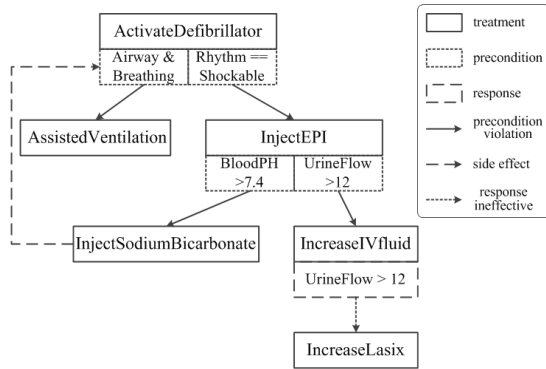 ActivateDefibrillator
Airway &
Breathing
Rhythm ==
Shockable
AssistedVentilation
InjectEPI
BloodPH
>7.4
UrineFlow
>12
InjectSodiumBicarbonate
IncreaseIVfluid
UrineFlow > 12
IncreaseLasix
treatment
precondition
response
precondition
violation
side effect
response
ineffective